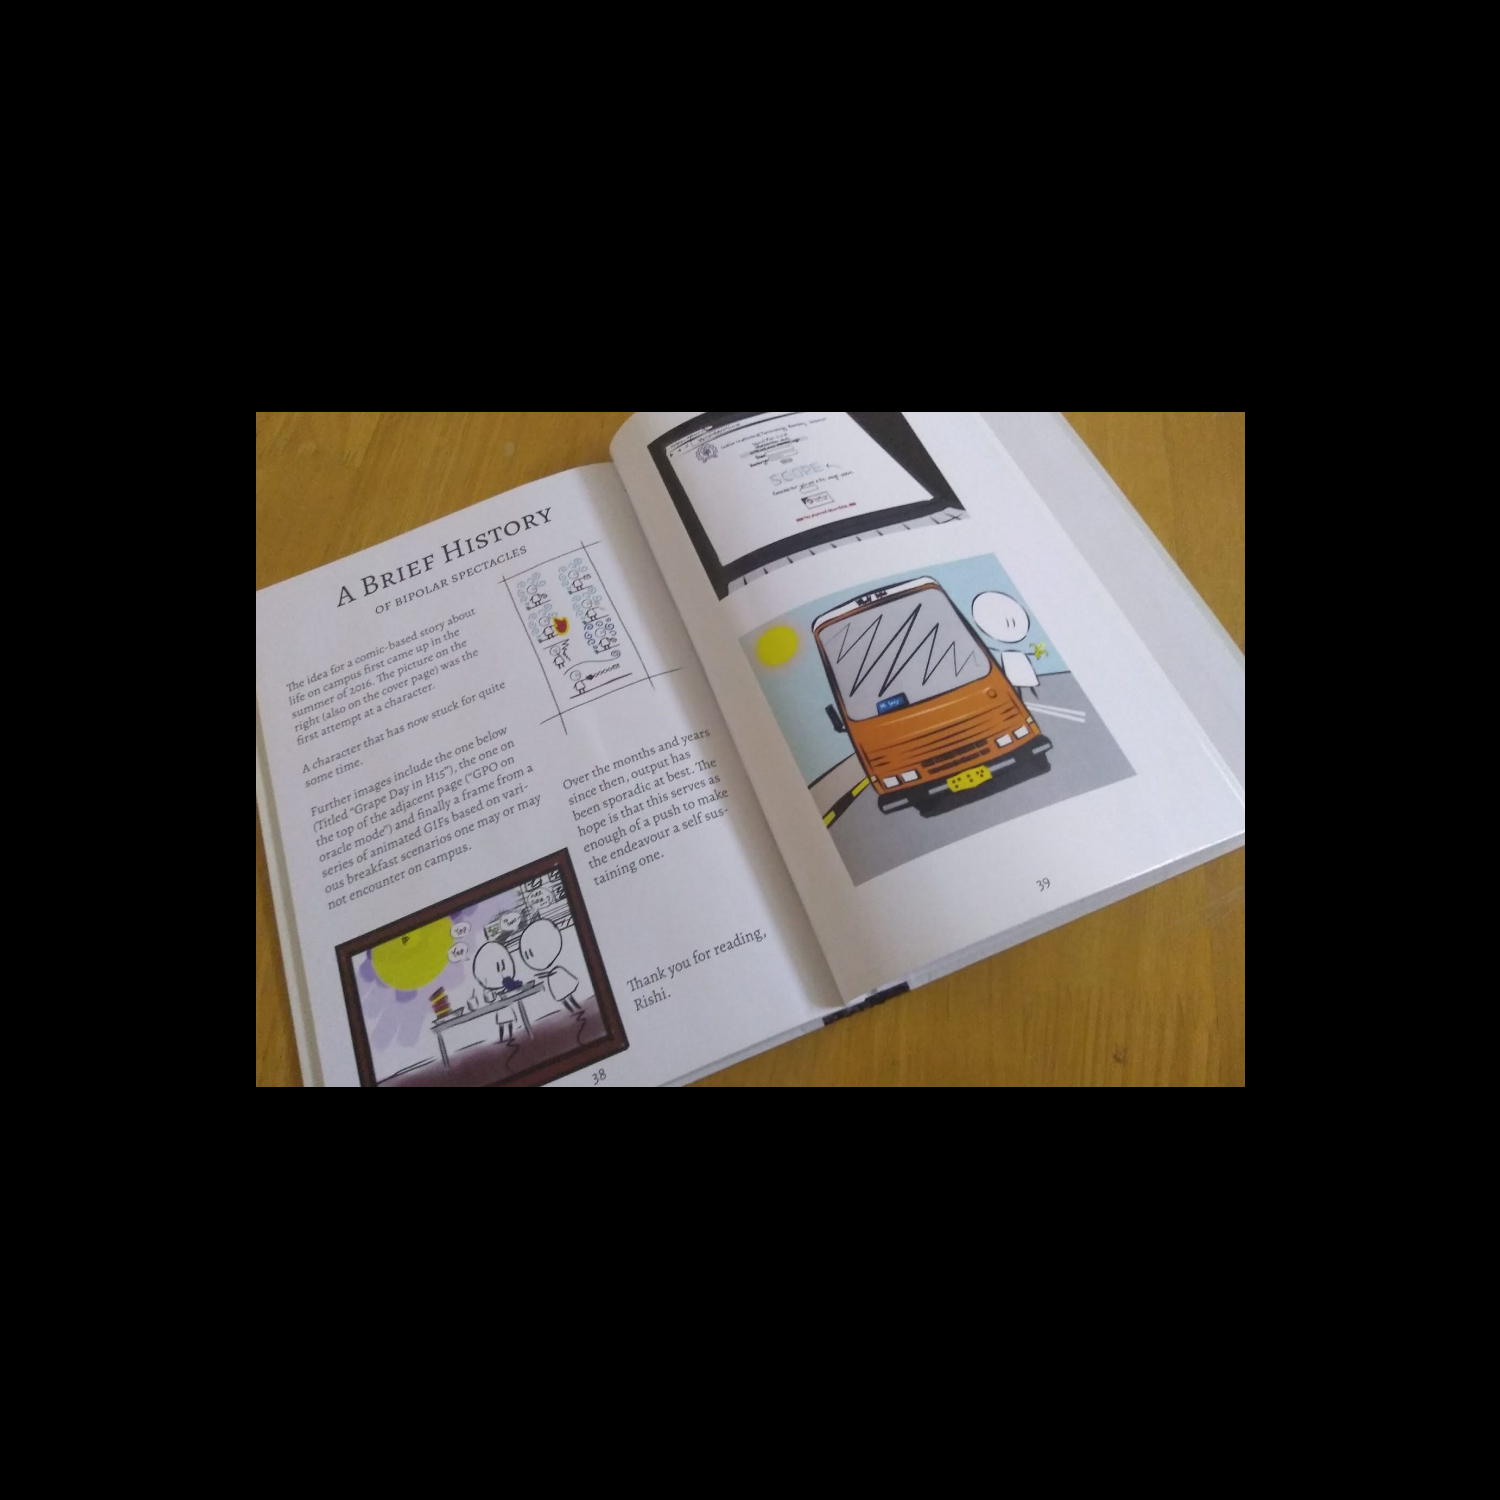 A BRIEF HISTORY
OF BIPOLAR SPECTACLES
The idea for a comic-based story about
life on campus first came up in the
summer of 2016. The picture on the
right (also on the cover page) was the
first attempt at a character.
A character that has now stuck for quite
some time.
Further images include the one below
(Titled "Grape Day in H15"), the one on
the top of the adjacent page ("GPO on
oracle mode") and finally a frame from a
series of animated GIFs based on vari-
ous breakfast scenarios one may or may
not encounter on campus.
Over the months and years
since then, output has
been sporadic at best. The
hope is that this serves as
enough of a push to make
the endeavour a self sus-
taining one.
Thank you for reading,
Rishi.
Yep.
Yep.
38
SCOPE
39